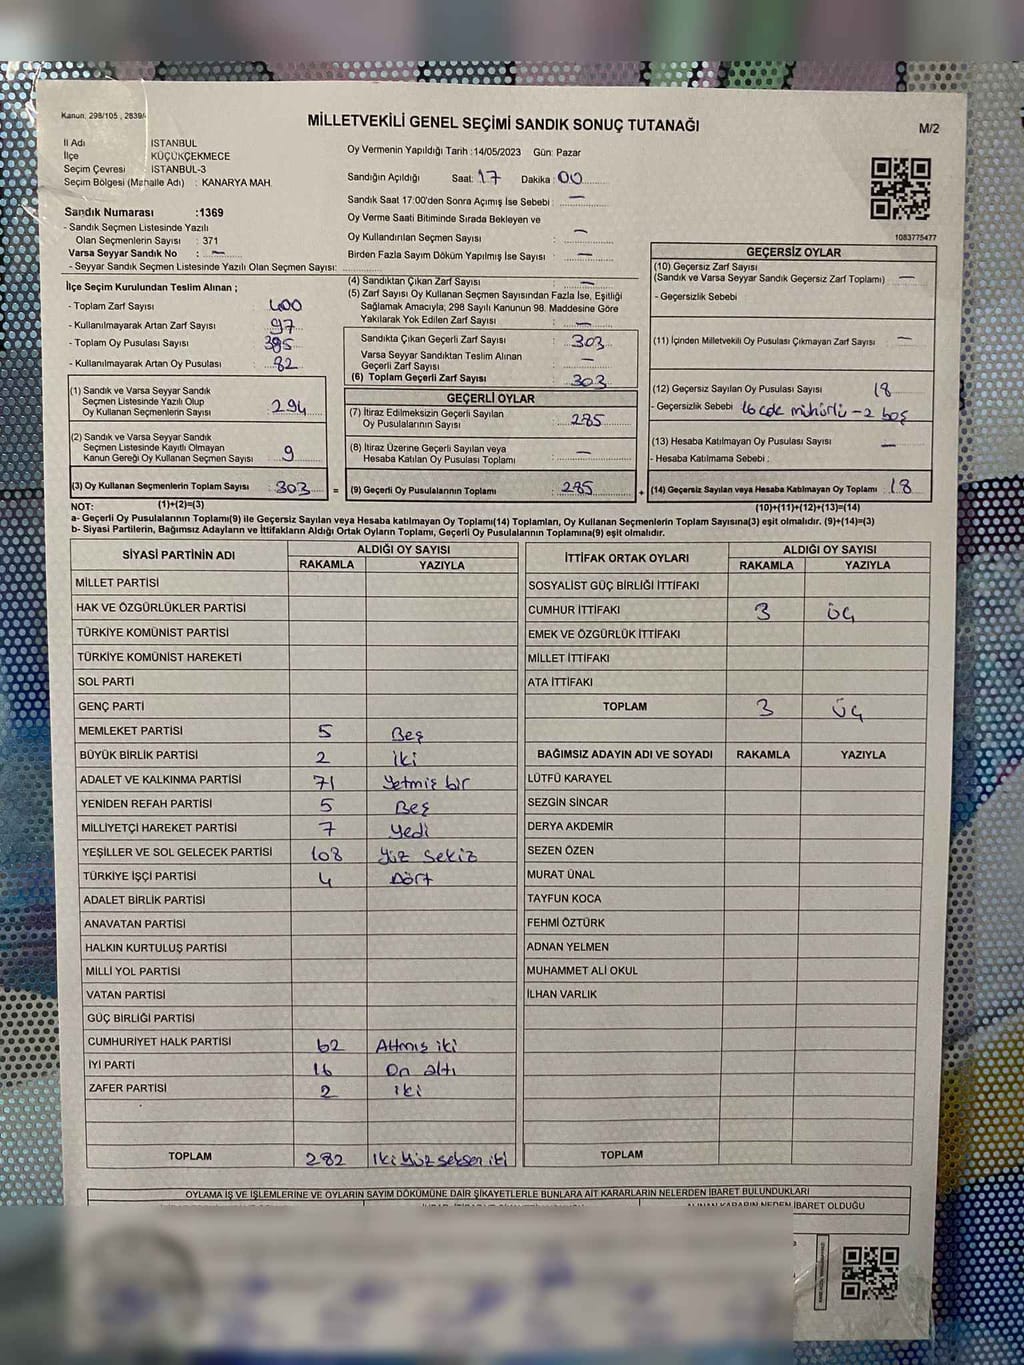 Kanun: 298/105 , 2839/
MİLLETVEKİLİ GENEL SEÇİMİ SANDIK SONUÇ TUTANAĞI
M/2
İl Adı İSTANBUL
İlçe KÜÇÜKÇEKMECE
Seçim Çevresi : İSTANBUL-3
Seçim Bölgesi (Mahalle Adı) : KANARYA MAH.
Sandık Numarası :1369
- Sandık Seçmen Listesinde Yazılı
Olan Seçmenlerin Sayısı : 371
Varsa Seyyar Sandık No : —
- Seyyar Sandık Seçmen Listesinde Yazılı Olan Seçmen Sayısı:
Oy Vermenin Yapıldığı Tarih :14/05/2023 Gün: Pazar
Sandığın Açıldığı Saat: 17 Dakika : 00
Sandık Saat 17:00'den Sonra Açımış İse Sebebi : —
Oy Verme Saati Bitiminde Sırada Bekleyen ve
Oy Kullandırılan Seçmen Sayısı : —
Birden Fazla Sayım Döküm Yapılmış İse Sayısı : —
1083775477
İlçe Seçim Kurulundan Teslim Alınan ;
- Toplam Zarf Sayısı : 400
- Kullanılmayarak Artan Zarf Sayısı : 97
- Toplam Oy Pusulası Sayısı : 385
- Kullanılmayarak Artan Oy Pusulası : 82
(1) Sandık ve Varsa Seyyar Sandık
Seçmen Listesinde Yazılı Olup
Oy Kullanan Seçmenlerin Sayısı : 294
(2) Sandık ve Varsa Seyyar Sandık
Seçmen Listesinde Kayıtlı Olmayan
Kanun Gereği Oy Kullanan Seçmen Sayısı : 9
(3) Oy Kullanan Seçmenlerin Toplam Sayısı : 303
(1)+(2)=(3)
(4) Sandıktan Çıkan Zarf Sayısı : —
(5) Zarf Sayısı Oy Kullanan Seçmen Sayısından Fazla İse, Eşitliği
Sağlamak Amacıyla; 298 Sayılı Kanunun 98. Maddesine Göre
Yakılarak Yok Edilen Zarf Sayısı : —
Sandıkta Çıkan Geçerli Zarf Sayısı : 303
Varsa Seyyar Sandıktan Teslim Alınan
Geçerli Zarf Sayısı : —
(6) Toplam Geçerli Zarf Sayısı : 303
GEÇERLİ OYLAR
(7) İtiraz Edilmeksizin Geçerli Sayılan
Oy Pusulalarının Sayısı : 285
(8) İtiraz Üzerine Geçerli Sayılan veya
Hesaba Katılan Oy Pusulası Toplamı : —
= (9) Geçerli Oy Pusulalarının Toplamı : 285 +
GEÇERSİZ OYLAR
(10) Geçersiz Zarf Sayısı
(Sandık ve Varsa Seyyar Sandık Geçersiz Zarf Toplamı) : —
- Geçersizlik Sebebi
(11) İçinden Milletvekili Oy Pusulası Çıkmayan Zarf Sayısı : —
(12) Geçersiz Sayılan Oy Pusulası Sayısı 18
- Geçersizlik Sebebi : 16 çok mühürlü - 2 boş
(13) Hesaba Katılmayan Oy Pusulası Sayısı : —
- Hesaba Katılmama Sebebi :
(14) Geçersiz Sayılan veya Hesaba Katılmayan Oy Toplamı : 18
(10)+(11)+(12)+(13)=(14)
NOT:
a- Geçerli Oy Pusulalarının Toplamı(9) ile Geçersiz Sayılan veya Hesaba katılmayan Oy Toplamı(14) Toplamları, Oy Kullanan Seçmenlerin Toplam Sayısına(3) eşit olmalıdır. (9)+(14)=(3)
b- Siyasi Partilerin, Bağımsız Adayların ve İttifakların Aldığı Ortak Oyların Toplamı, Geçerli Oy Pusulalarının Toplamına(9) eşit olmalıdır.
SİYASİ PARTİNİN ADI
ALDIĞI OY SAYISI
RAKAMLA YAZIYLA
MİLLET PARTİSİ
HAK VE ÖZGÜRLÜKLER PARTİSİ
TÜRKİYE KOMÜNİST PARTİSİ
TÜRKİYE KOMÜNİST HAREKETİ
SOL PARTİ
GENÇ PARTİ
MEMLEKET PARTİSİ 5 Beş
BÜYÜK BİRLİK PARTİSİ 2 iki
ADALET VE KALKINMA PARTİSİ 71 Yetmiş bir
YENİDEN REFAH PARTİSİ 5 Beş
MİLLİYETÇİ HAREKET PARTİSİ 7 Yedi
YEŞİLLER VE SOL GELECEK PARTİSİ 108 Yüz Sekiz
TÜRKİYE İŞÇİ PARTİSİ 4 Dört
ADALET BİRLİK PARTİSİ
ANAVATAN PARTİSİ
HALKIN KURTULUŞ PARTİSİ
MİLLİ YOL PARTİSİ
VATAN PARTİSİ
GÜÇ BİRLİĞİ PARTİSİ
CUMHURİYET HALK PARTİSİ 62 Altmış iki
İYİ PARTİ 16 On altı
ZAFER PARTİSİ 2 iki
TOPLAM 282 İki Yüz seksen iki
İTTİFAK ORTAK OYLARI
ALDIĞI OY SAYISI
RAKAMLA YAZIYLA
SOSYALİST GÜÇ BİRLİĞİ İTTİFAKI
CUMHUR İTTİFAKI 3 Üç
EMEK VE ÖZGÜRLÜK İTTİFAKI
MİLLET İTTİFAKI
ATA İTTİFAKI
TOPLAM 3 Üç
BAĞIMSIZ ADAYIN ADI VE SOYADI RAKAMLA YAZIYLA
LÜTFÜ KARAYEL
SEZGİN SİNCAR
DERYA AKDEMİR
SEZEN ÖZEN
MURAT ÜNAL
TAYFUN KOCA
FEHMİ ÖZTÜRK
ADNAN YELMEN
MUHAMMET ALİ OKUL
İLHAN VARLIK
TOPLAM
OYLAMA İŞ VE İŞLEMLERİNE VE OYLARIN SAYIM DÖKÜMÜNE DAİR ŞİKAYETLERLE BUNLARA AİT KARARLARIN NELERDEN İBARET BULUNDUKLARI
ALINAN KARARIN NEDEN İBARET OLDUĞU